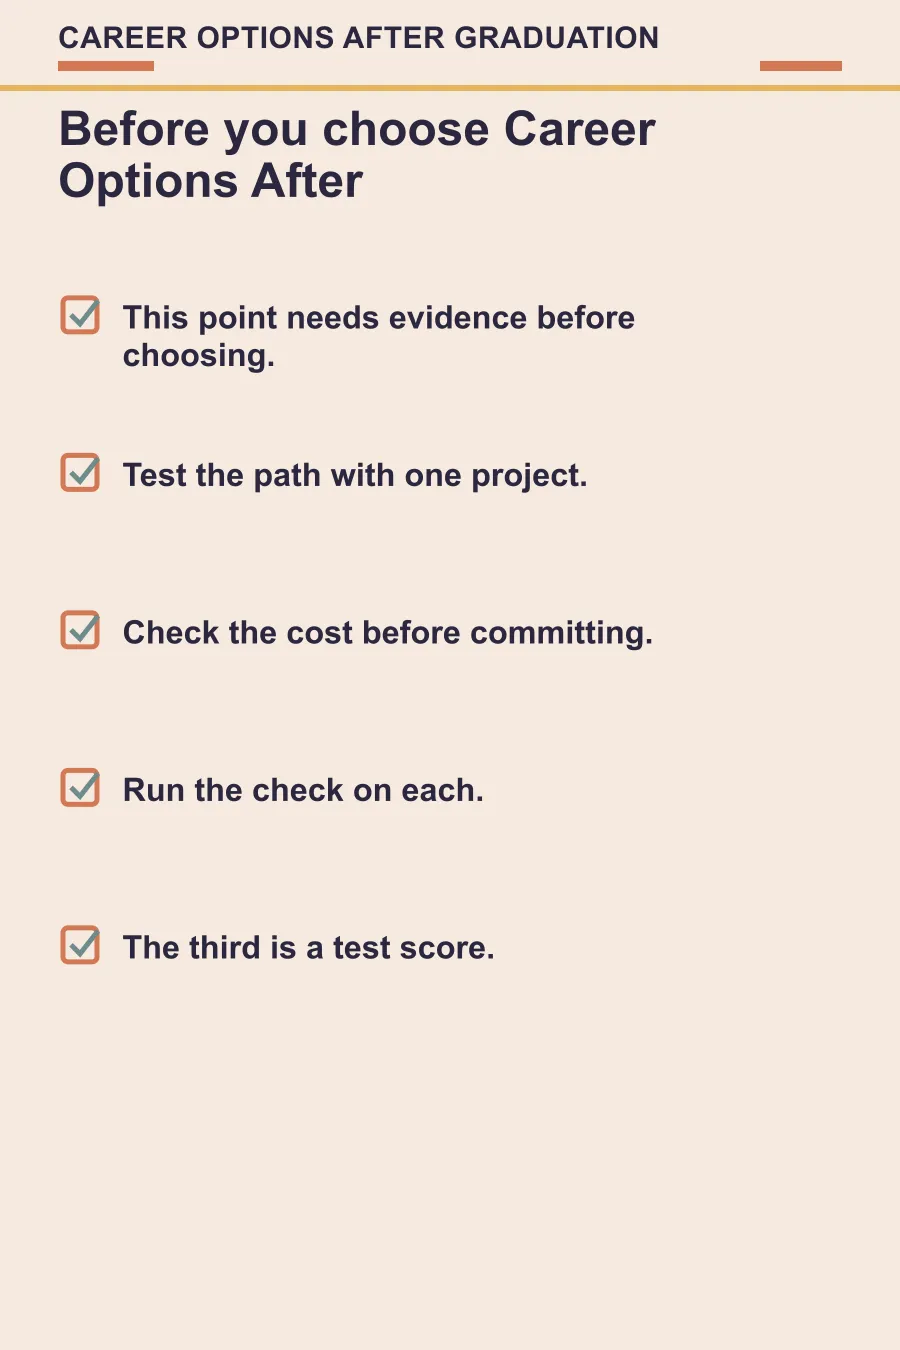 CAREER OPTIONS AFTER GRADUATION
Before you choose Career
Options After
This point needs evidence before
choosing.
Test the path with one project.
Check the cost before committing.
Run the check on each.
The third is a test score.